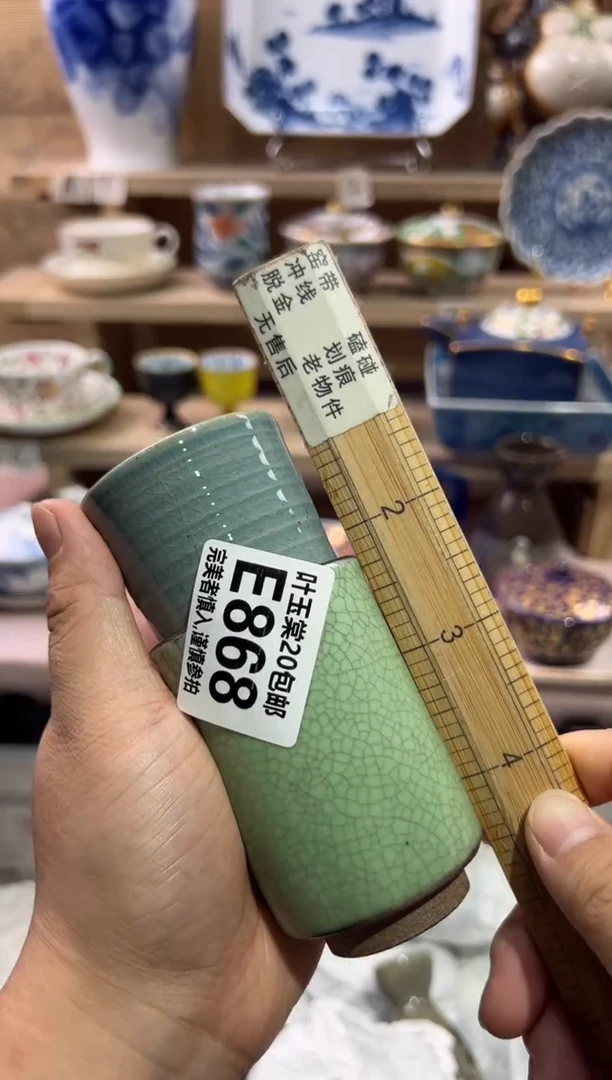 窑带 磕碰
冲线 划痕
脱金 老物件
无售后
叶玉棠20包邮
E868
完美者慎入,谨慎参拍
2
3
4